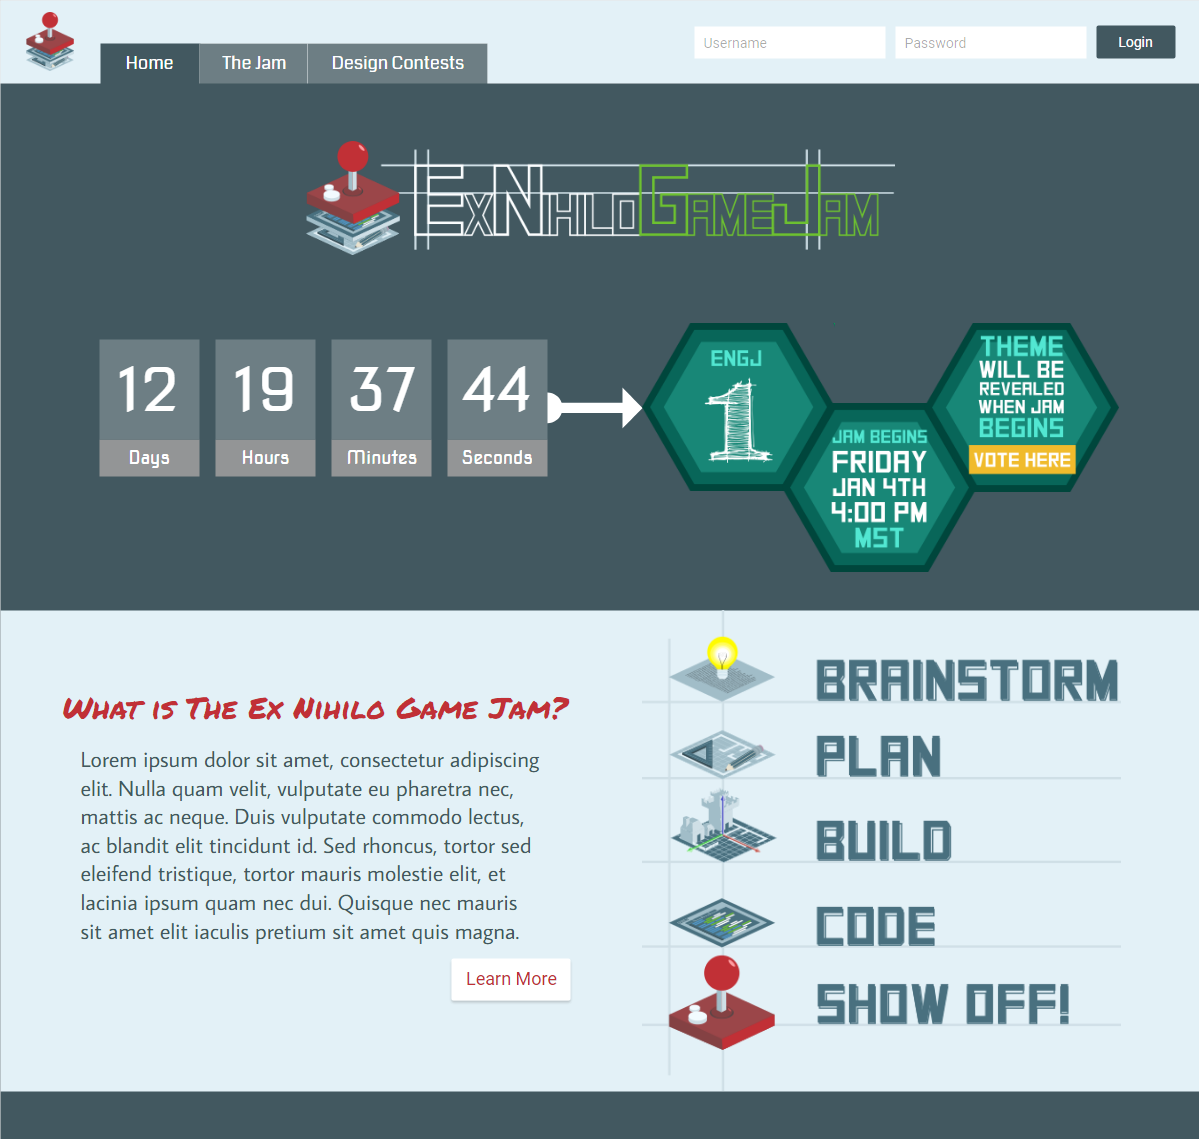 Home
The Jam
Design Contests
Username
Password
Login
ExNihiloGameJam
12
19
37
44
Days
Hours
Minutes
Seconds
ENGJ
1
JAM BEGINS
FRIDAY
JAN 4TH
4:00 PM
MST
THEME
WILL BE
REVEALED
WHEN JAM
BEGINS
VOTE HERE
What is The Ex Nihilo Game Jam?
Lorem ipsum dolor sit amet, consectetur adipiscing
elit. Nulla quam velit, vulputate eu pharetra nec,
mattis ac neque. Duis vulputate commodo lectus,
ac blandit elit tincidunt id. Sed rhoncus, tortor sed
eleifend tristique, tortor mauris molestie elit, et
lacinia ipsum quam nec dui. Quisque nec mauris
sit amet elit iaculis pretium sit amet quis magna.
Learn More
BRAINSTORM
PLAN
BUILD
CODE
SHOW OFF!